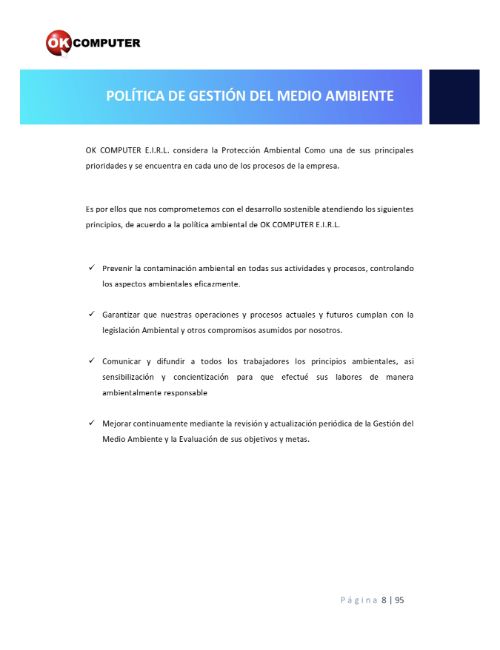 OK COMPUTER
POLÍTICA DE GESTIÓN DEL MEDIO AMBIENTE
OK COMPUTER E.I.R.L. considera la Protección Ambiental Como una de sus principales
prioridades y se encuentra en cada uno de los procesos de la empresa.
Es por ellos que nos comprometemos con el desarrollo sostenible atendiendo los siguientes
principios, de acuerdo a la política ambiental de OK COMPUTER E.I.R.L.
✓ Prevenir la contaminación ambiental en todas sus actividades y procesos, controlando
los aspectos ambientales eficazmente.
✓ Garantizar que nuestras operaciones y procesos actuales y futuros cumplan con la
legislación Ambiental y otros compromisos asumidos por nosotros.
✓ Comunicar y difundir a todos los trabajadores los principios ambientales, asi
sensibilización y concientización para que efectué sus labores de manera
ambientalmente responsable
✓ Mejorar continuamente mediante la revisión y actualización periódica de la Gestión del
Medio Ambiente y la Evaluación de sus objetivos y metas.
Página 8 | 95